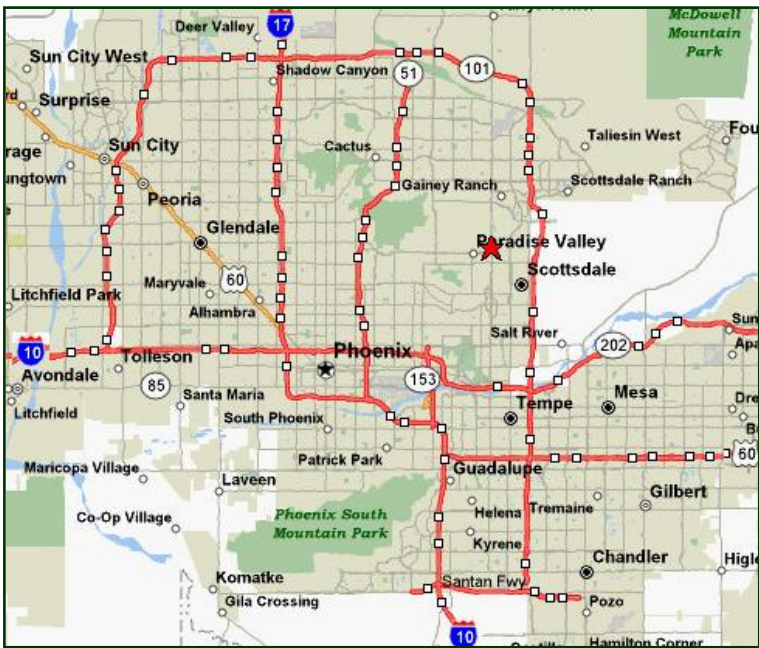 McDowell
Mountain
Park
17
Deer Valley
Sun City West
Shadow Canyon
51
101
Surprise
Sun City
Cactus
Taliesin West
Peoria
Gainey Ranch
Scottsdale Ranch
Glendale
Paradise Valley
60
Maryvale
Scottsdale
Litchfield Park
Alhambra
Salt River
202
10
Tolleson
Phoenix
153
Avondale
85
Santa Maria
Mesa
Litchfield
South Phoenix
Tempe
Patrick Park
60
Maricopa Village
Laveen
Guadalupe
Gilbert
Co-Op Village
Phoenix South
Mountain Park
Helena
Tremaine
Kyrene
Chandler
Komatke
Santan Fwy
Gila Crossing
Pozo
10
Hamilton Corner